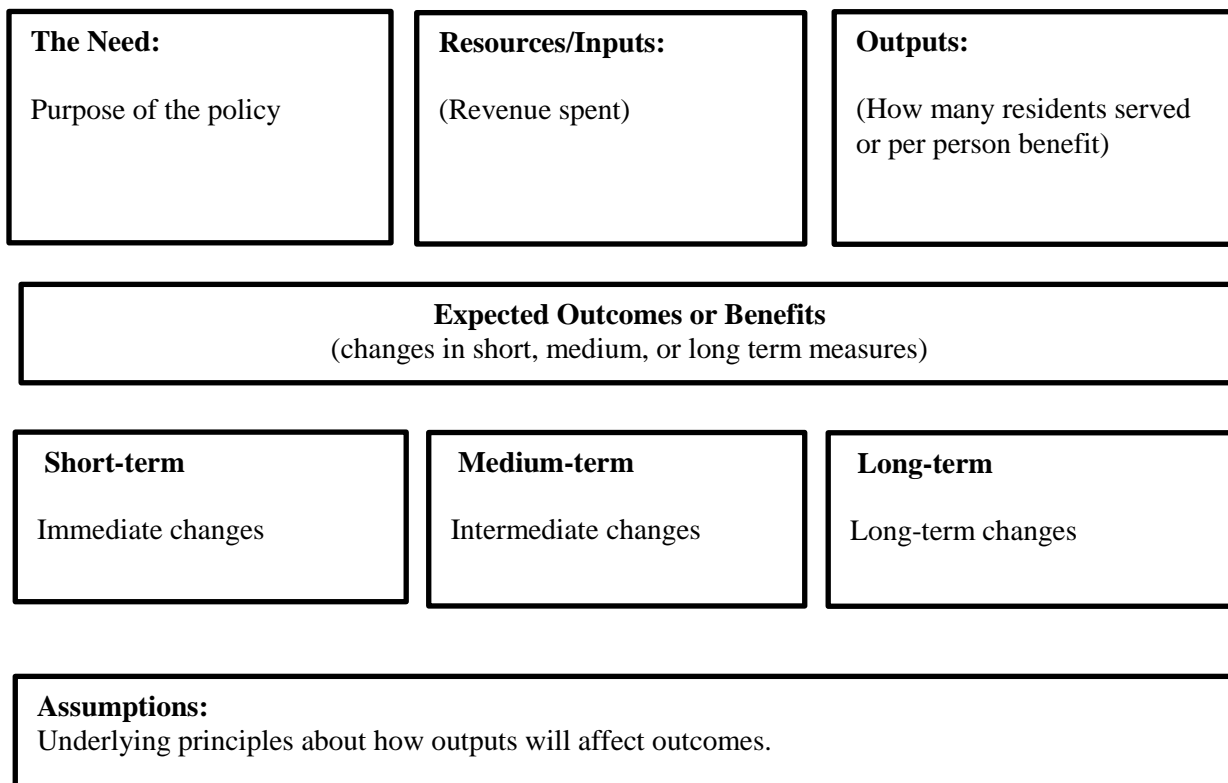 The Need:
Purpose of the policy
Resources/Inputs:
(Revenue spent)
Outputs:
(How many residents served
or per person benefit)
Expected Outcomes or Benefits
(changes in short, medium, or long term measures)
Short-term
Immediate changes
Medium-term
Intermediate changes
Long-term
Long-term changes
Assumptions:
Underlying principles about how outputs will affect outcomes.